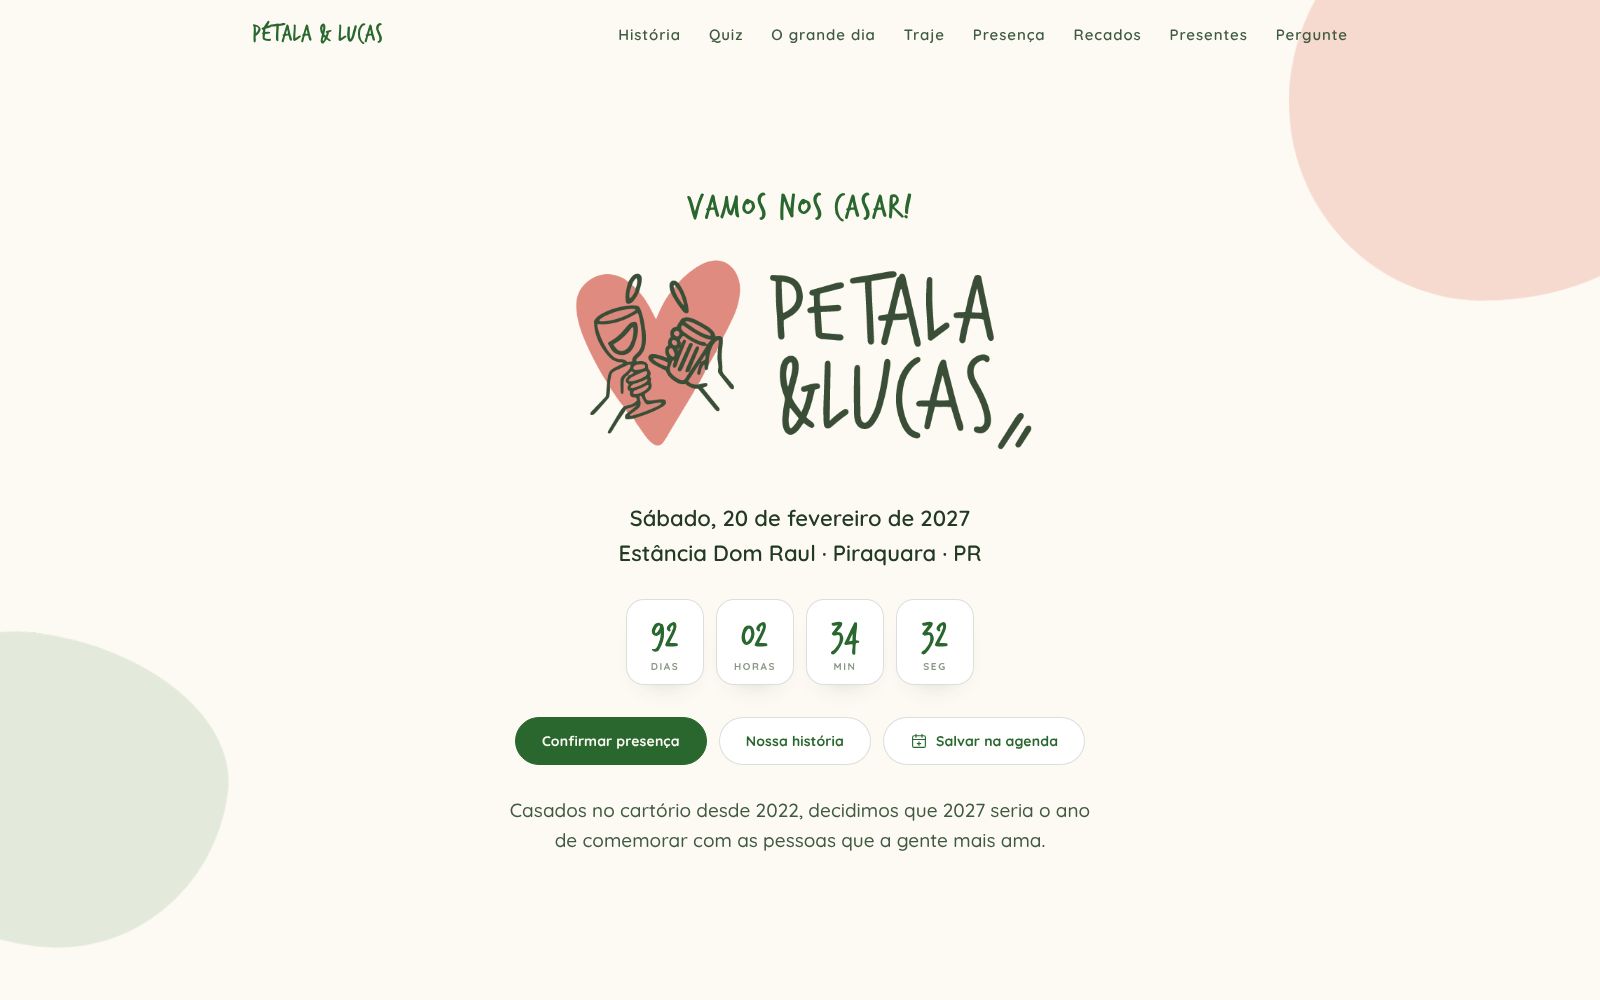 PÉTALA & LUCAS
História Quiz O grande dia Traje Presença Recados Presentes Pergunte
VAMOS NOS CASAR!
PETALA
&LUCAS
Sábado, 20 de fevereiro de 2027
Estância Dom Raul · Piraquara · PR
92 02 34 32
DIAS HORAS MIN SEG
Confirmar presença Nossa história Salvar na agenda
Casados no cartório desde 2022, decidimos que 2027 seria o ano
de comemorar com as pessoas que a gente mais ama.